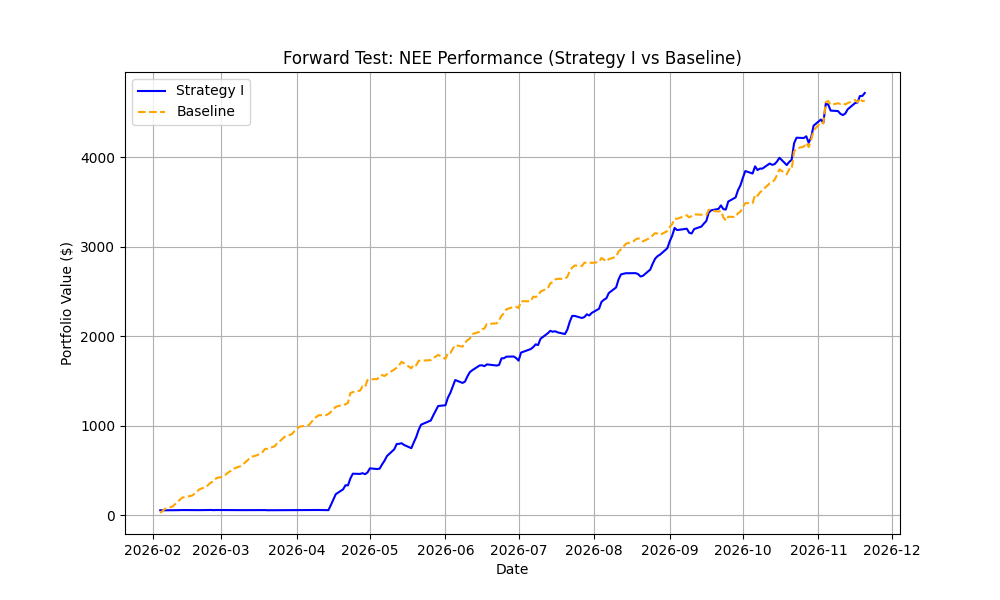 Forward Test: NEE Performance (Strategy I vs Baseline)
Strategy I
Baseline
Portfolio Value ($)
4000
3000
2000
1000
0
2026-02 2026-03 2026-04 2026-05 2026-06 2026-07 2026-08 2026-09 2026-10 2026-11 2026-12
Date